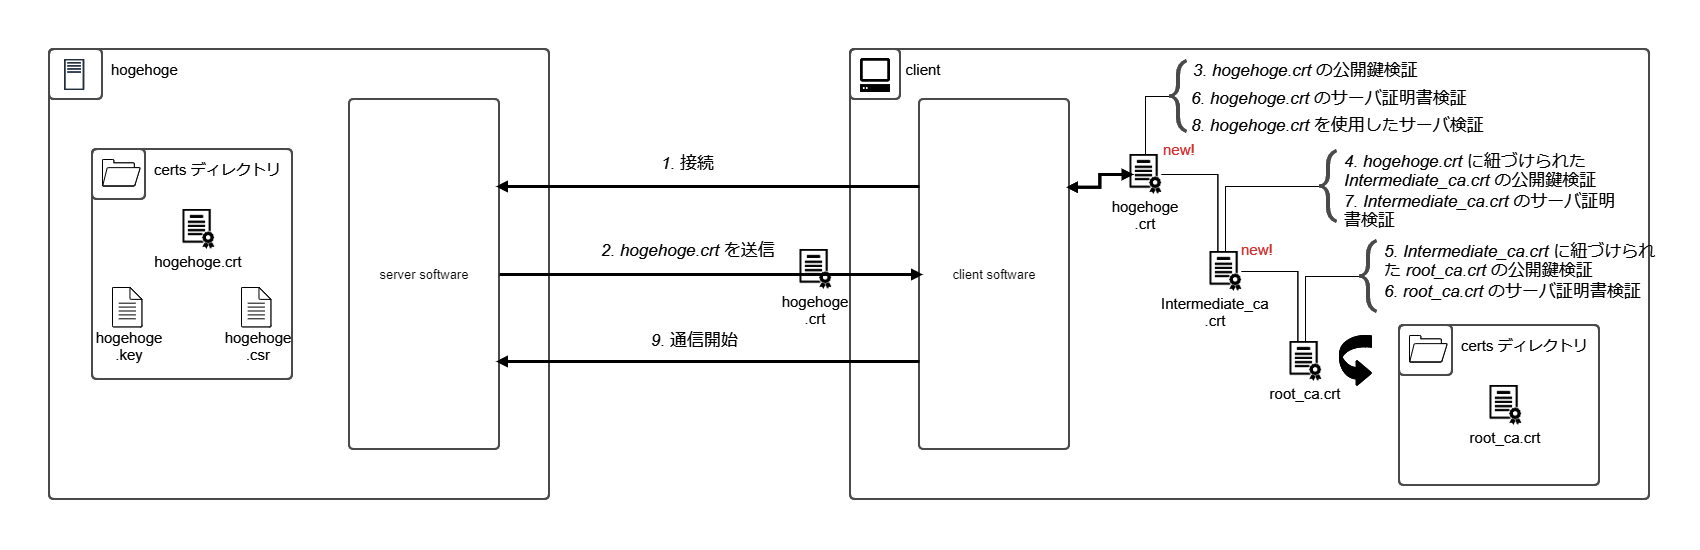 hogehoge
certs ディレクトリ
hogehoge.crt
hogehoge
.key
hogehoge
.csr
server software
1. 接続
2. hogehoge.crt を送信
hogehoge
.crt
9. 通信開始
client
client software
3. hogehoge.crt の公開鍵検証
6. hogehoge.crt のサーバ証明書検証
8. hogehoge.crt を使用したサーバ検証
new!
hogehoge
.crt
4. hogehoge.crt に紐づけられた
Intermediate_ca.crt の公開鍵検証
7. Intermediate_ca.crt のサーバ証明
書検証
new!
Intermediate_ca
.crt
5. Intermediate_ca.crt に紐づけられ
た root_ca.crt の公開鍵検証
6. root_ca.crt のサーバ証明書検証
root_ca.crt
certs ディレクトリ
root_ca.crt